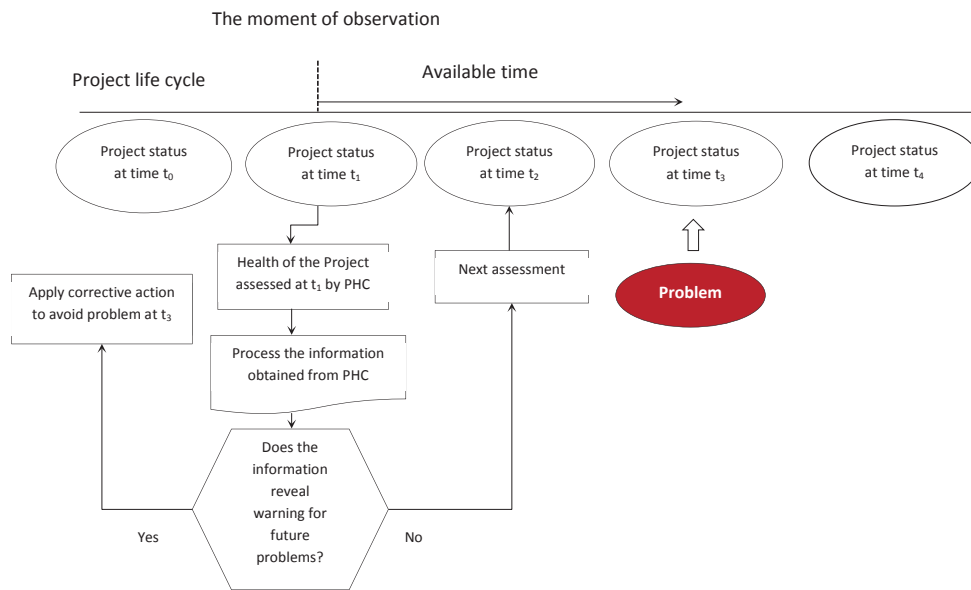 The moment of observation
Available time
Project life cycle
Project status
at time t₀
Project status
at time t₁
Project status
at time t₂
Project status
at time t₃
Project status
at time t₄
Health of the Project
assessed at t₁ by PHC
Next assessment
Problem
Apply corrective action
to avoid problem at t₃
Process the information
obtained from PHC
Does the
information
reveal
warning for
future
problems?
Yes
No